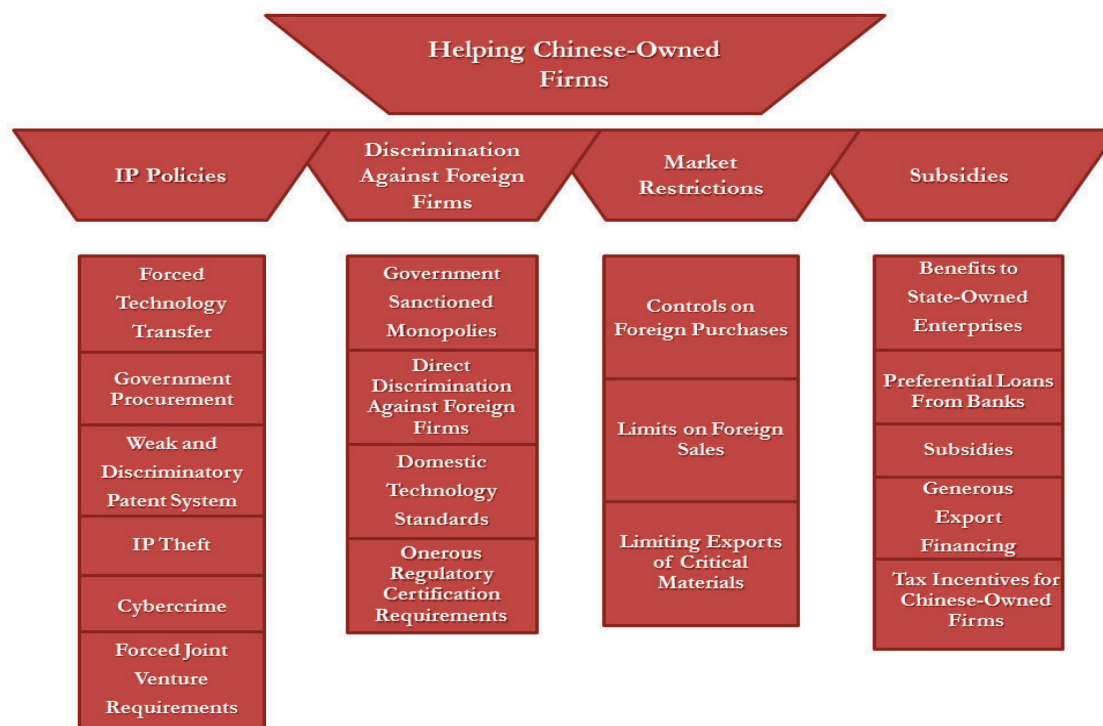 Helping Chinese-Owned
Firms
IP Policies
Discrimination
Against Foreign
Firms
Market
Restrictions
Subsidies
Forced
Technology
Transfer
Government
Procurement
Weak and
Discriminatory
Patent System
IP Theft
Cybercrime
Forced Joint
Venture
Requirements
Government
Sanctioned
Monopolies
Direct
Discrimination
Against Foreign
Firms
Domestic
Technology
Standards
Onerous
Regulatory
Certification
Requirements
Controls on
Foreign Purchases
Limits on Foreign
Sales
Limiting Exports
of Critical
Materials
Benefits to
State-Owned
Enterprises
Preferential Loans
From Banks
Subsidies
Generous
Export
Financing
Tax Incentives for
Chinese-Owned
Firms